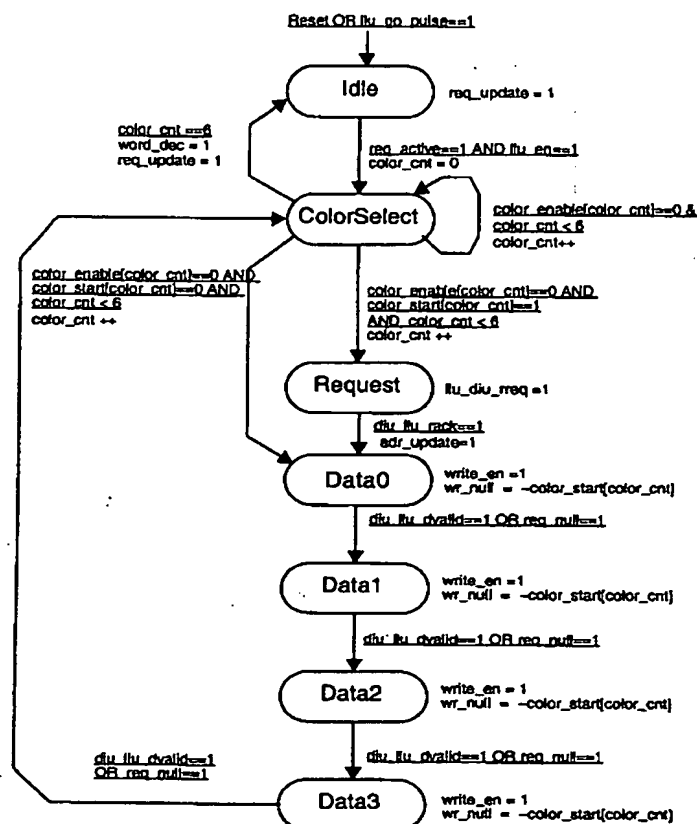 Reset OR llu_go_pulse==1
Idle
req_update = 1
color_cnt ==6
word_dec = 1
req_update = 1
req_active==1 AND llu_en==1
color_cnt = 0
ColorSelect
color_enable[color_cnt]==0 &
color_cnt < 6
color_cnt++
color_enable[color_cnt]==0 AND
color_start[color_cnt]==0 AND
color_cnt < 6
color_cnt ++
color_enable[color_cnt]==0 AND
color_start[color_cnt]==1
AND color_cnt < 6
color_cnt ++
Request
llu_diu_rreq =1
diu_llu_rack==1
adr_update=1
Data0
write_en =1
wr_null = ~color_start[color_cnt]
diu_llu_dvalid==1 OR req_null==1
Data1
write_en =1
wr_null = ~color_start[color_cnt]
diu_llu_dvalid==1 OR req_null==1
Data2
write_en = 1
wr_null = ~color_start[color_cnt]
diu_llu_dvalid==1
OR req_null==1
diu_llu_dvalid==1 OR req_null==1
Data3
write_en = 1
wr_null = ~color_start[color_cnt]